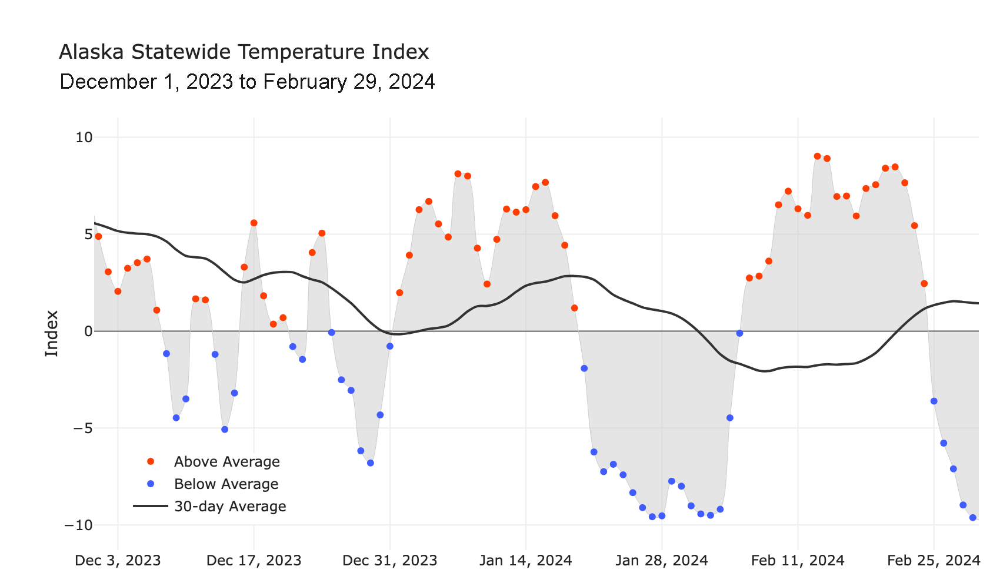 Alaska Statewide Temperature Index
December 1, 2023 to February 29, 2024
Index
10
5
0
−5
−10
Above Average
Below Average
30-day Average
Dec 3, 2023
Dec 17, 2023
Dec 31, 2023
Jan 14, 2024
Jan 28, 2024
Feb 11, 2024
Feb 25, 2024